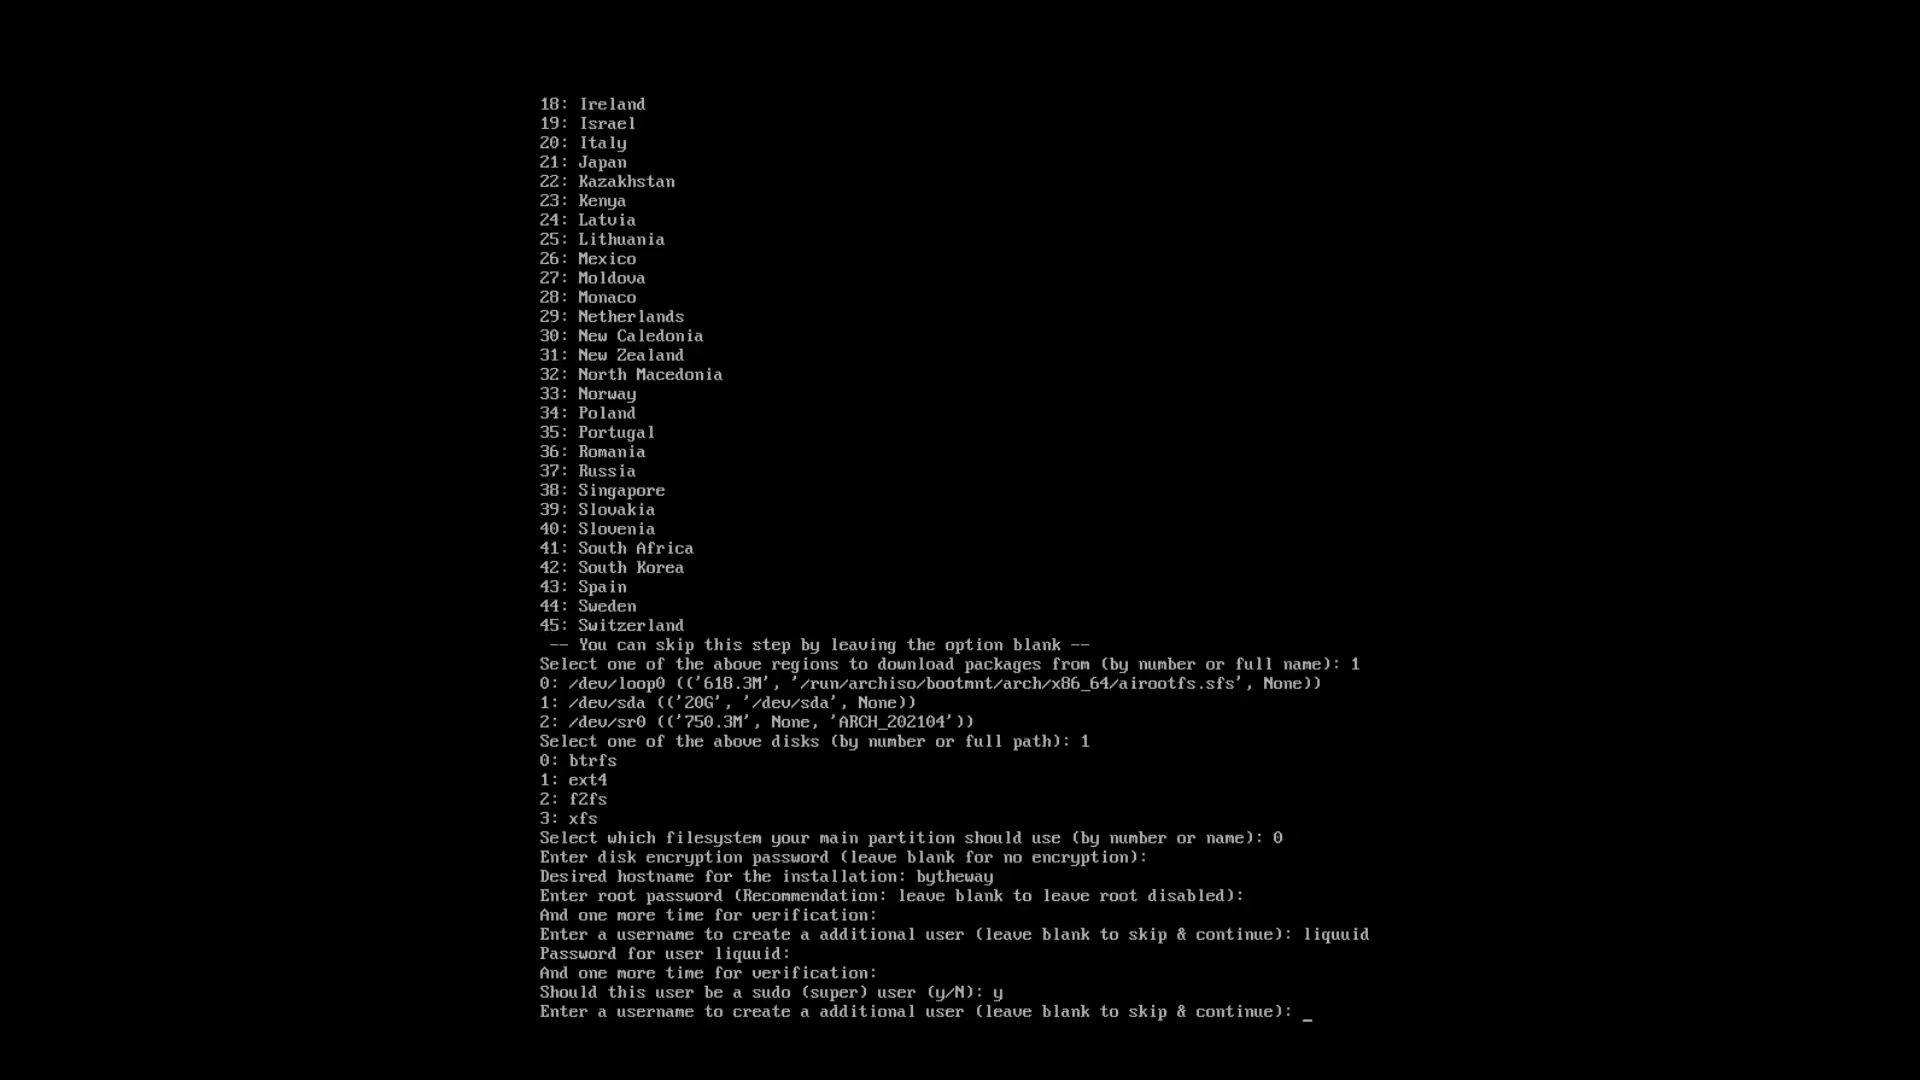 18: Ireland
19: Israel
20: Italy
21: Japan
22: Kazakhstan
23: Kenya
24: Latvia
25: Lithuania
26: Mexico
27: Moldova
28: Monaco
29: Netherlands
30: New Caledonia
31: New Zealand
32: North Macedonia
33: Norway
34: Poland
35: Portugal
36: Romania
37: Russia
38: Singapore
39: Slovakia
40: Slovenia
41: South Africa
42: South Korea
43: Spain
44: Sweden
45: Switzerland
-- You can skip this step by leaving the option blank --
Select one of the above regions to download packages from (by number or full name): 1
0: /dev/loop0 (('618.3M', '/run/archiso/bootmnt/arch/x86_64/airootfs.sfs', None))
1: /dev/sda (('20G', '/dev/sda', None))
2: /dev/sr0 (('750.3M', None, 'ARCH_202104'))
Select one of the above disks (by number or full path): 1
0: btrfs
1: ext4
2: f2fs
3: xfs
Select which filesystem your main partition should use (by number or name): 0
Enter disk encryption password (leave blank for no encryption):
Desired hostname for the installation: bytheway
Enter root password (Recommendation: leave blank to leave root disabled):
And one more time for verification:
Enter a username to create a additional user (leave blank to skip & continue): liquuid
Password for user liquuid:
And one more time for verification:
Should this user be a sudo (super) user (y/N): y
Enter a username to create a additional user (leave blank to skip & continue): _